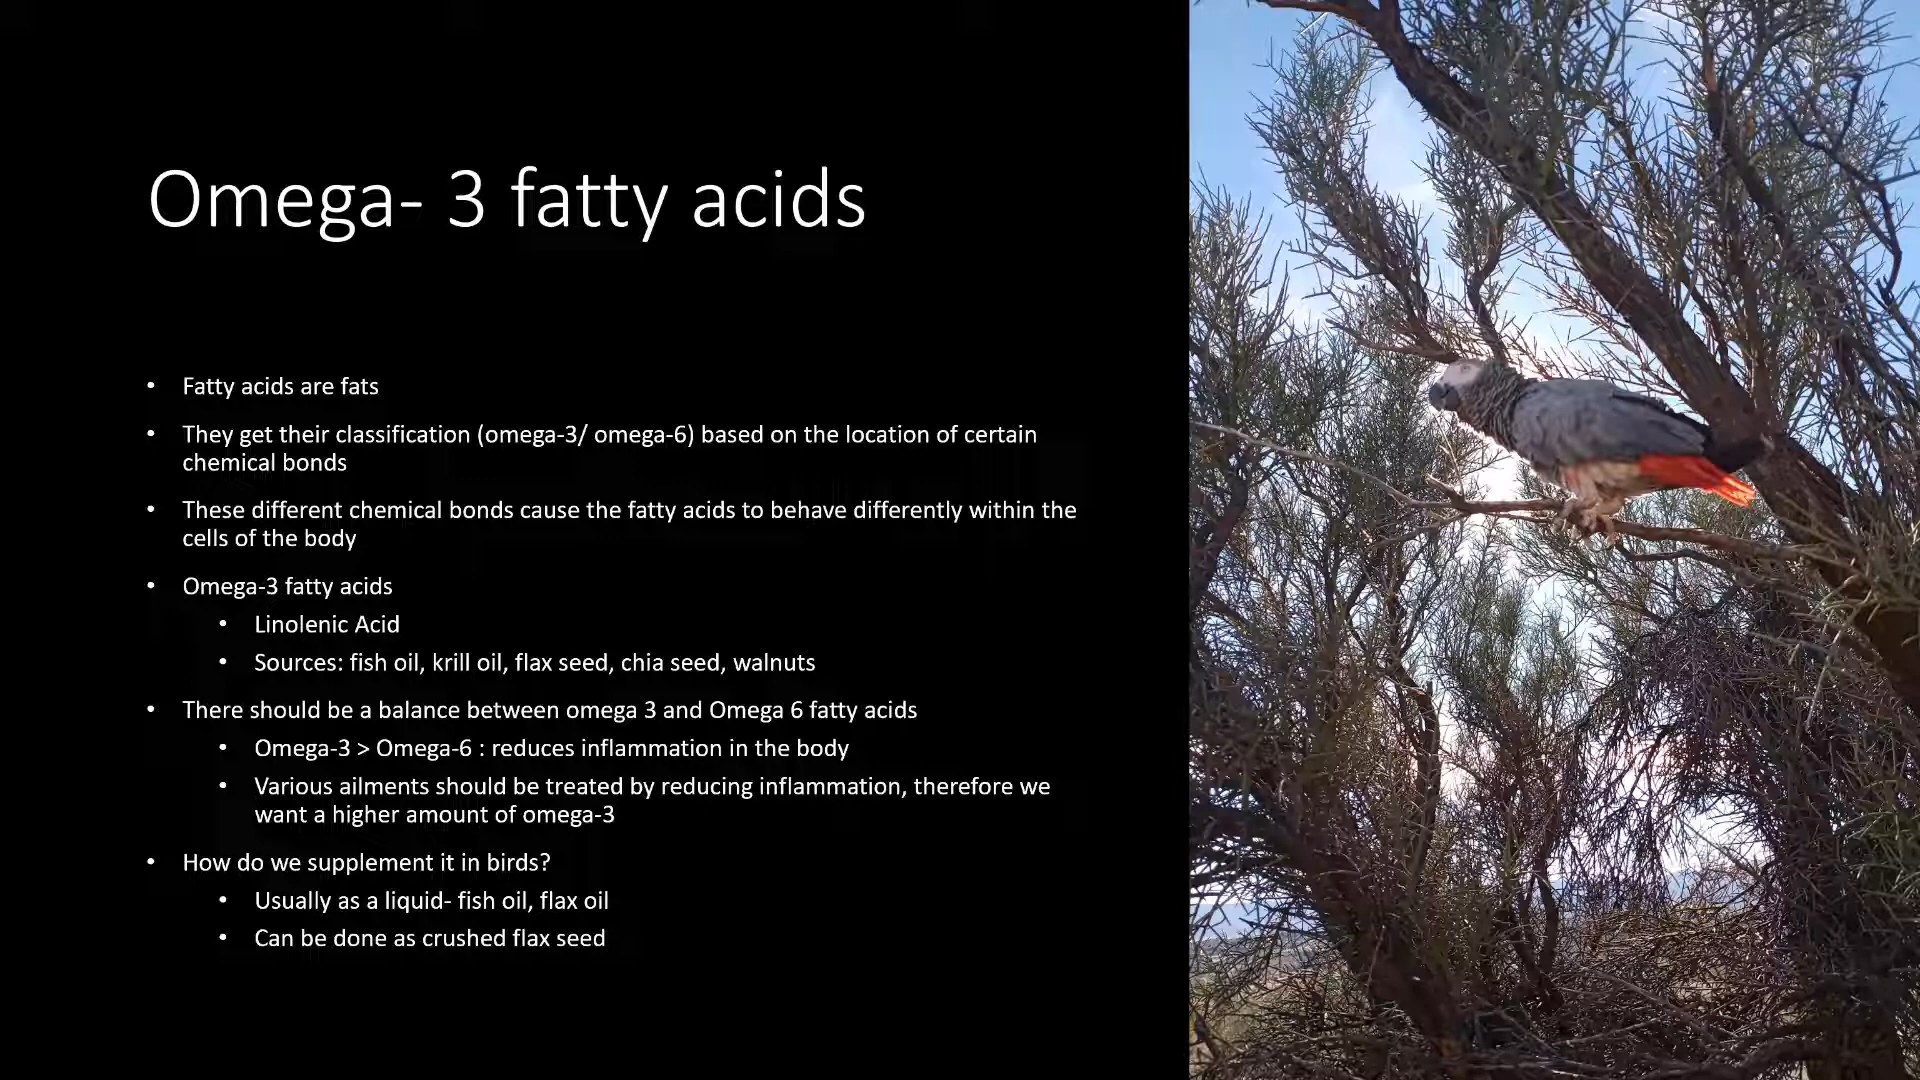 Omega- 3 fatty acids
• Fatty acids are fats
• They get their classification (omega-3/ omega-6) based on the location of certain
chemical bonds
• These different chemical bonds cause the fatty acids to behave differently within the
cells of the body
• Omega-3 fatty acids
• Linolenic Acid
• Sources: fish oil, krill oil, flax seed, chia seed, walnuts
• There should be a balance between omega 3 and Omega 6 fatty acids
• Omega-3 > Omega-6 : reduces inflammation in the body
• Various ailments should be treated by reducing inflammation, therefore we
want a higher amount of omega-3
• How do we supplement it in birds?
• Usually as a liquid- fish oil, flax oil
• Can be done as crushed flax seed